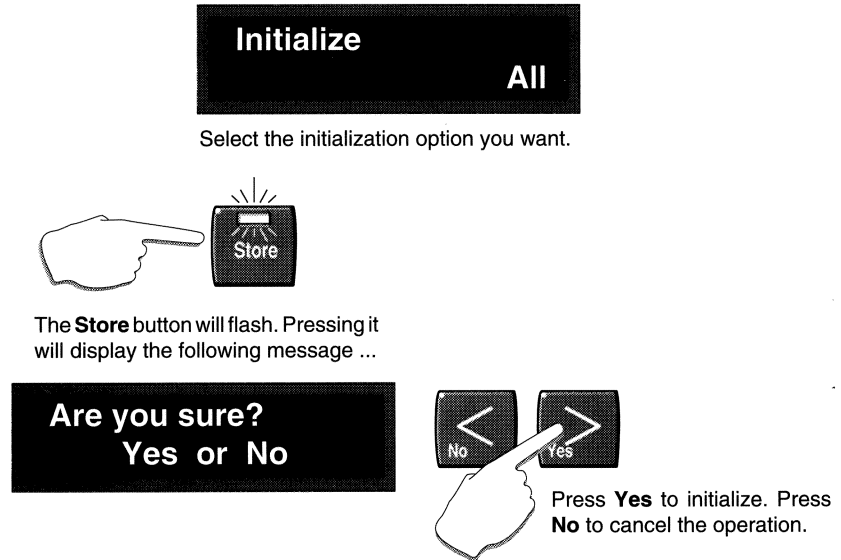 Initialize
All
Select the initialization option you want.
Store
The Store button will flash. Pressing it
will display the following message ...
Are you sure?
Yes or No
No
Yes
Press Yes to initialize. Press
No to cancel the operation.